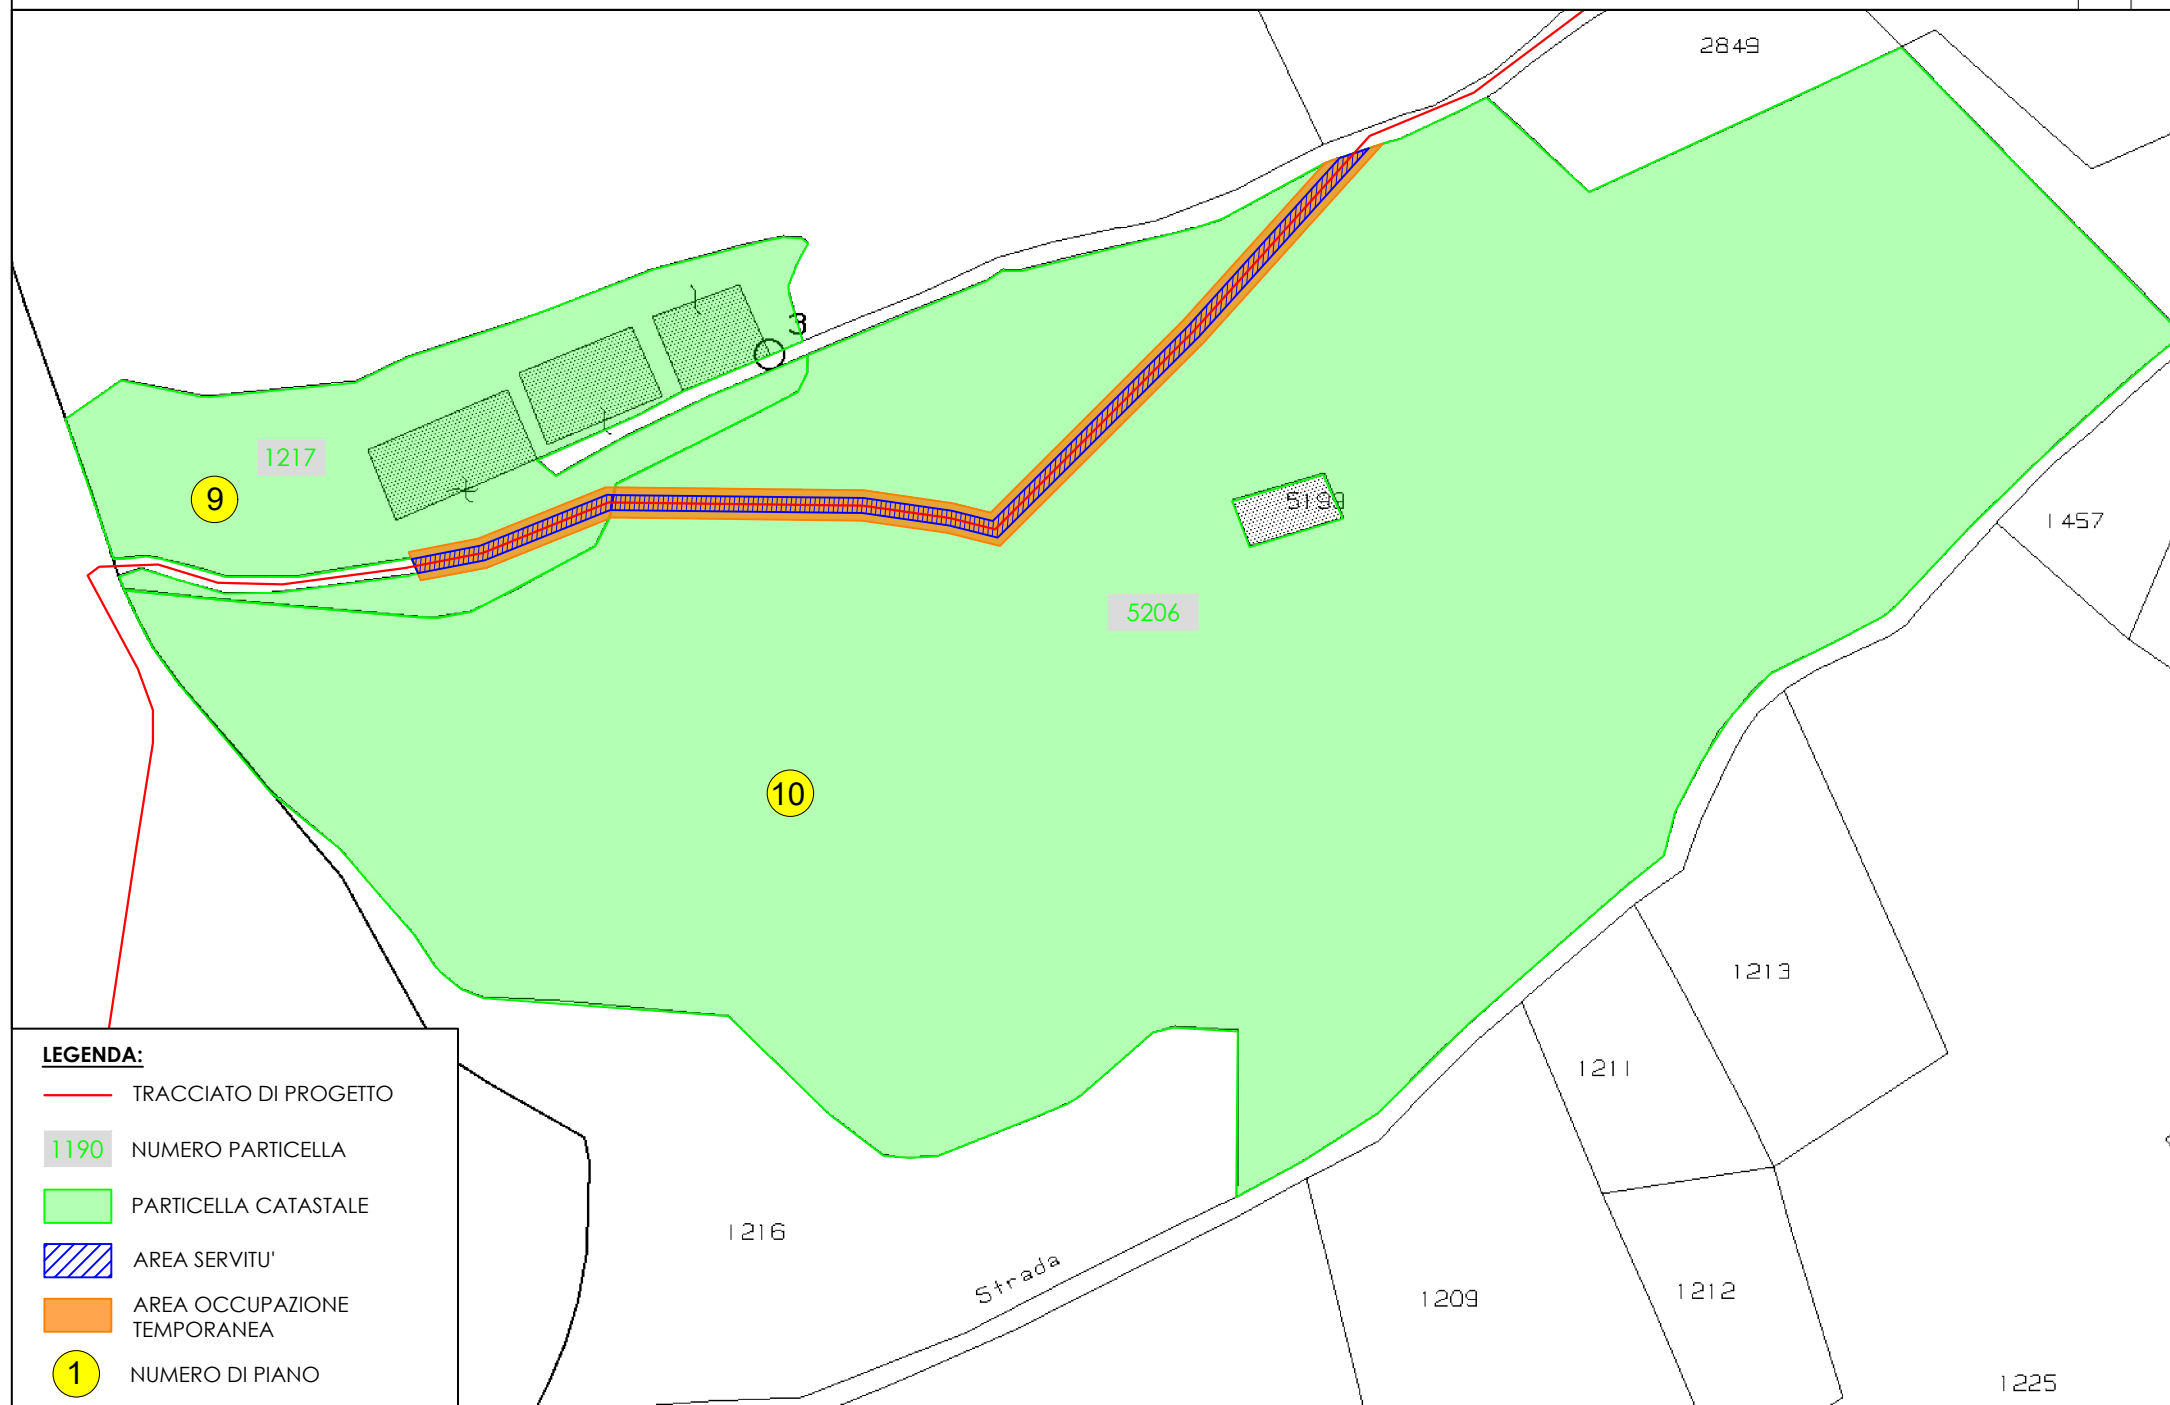 2849
3
1217
9
5199
1457
5206
10
1213
1211
1216
Strada
1209
1212
1225
LEGENDA:
TRACCIATO DI PROGETTO
1190 NUMERO PARTICELLA
PARTICELLA CATASTALE
AREA SERVITU'
AREA OCCUPAZIONE
TEMPORANEA
1 NUMERO DI PIANO